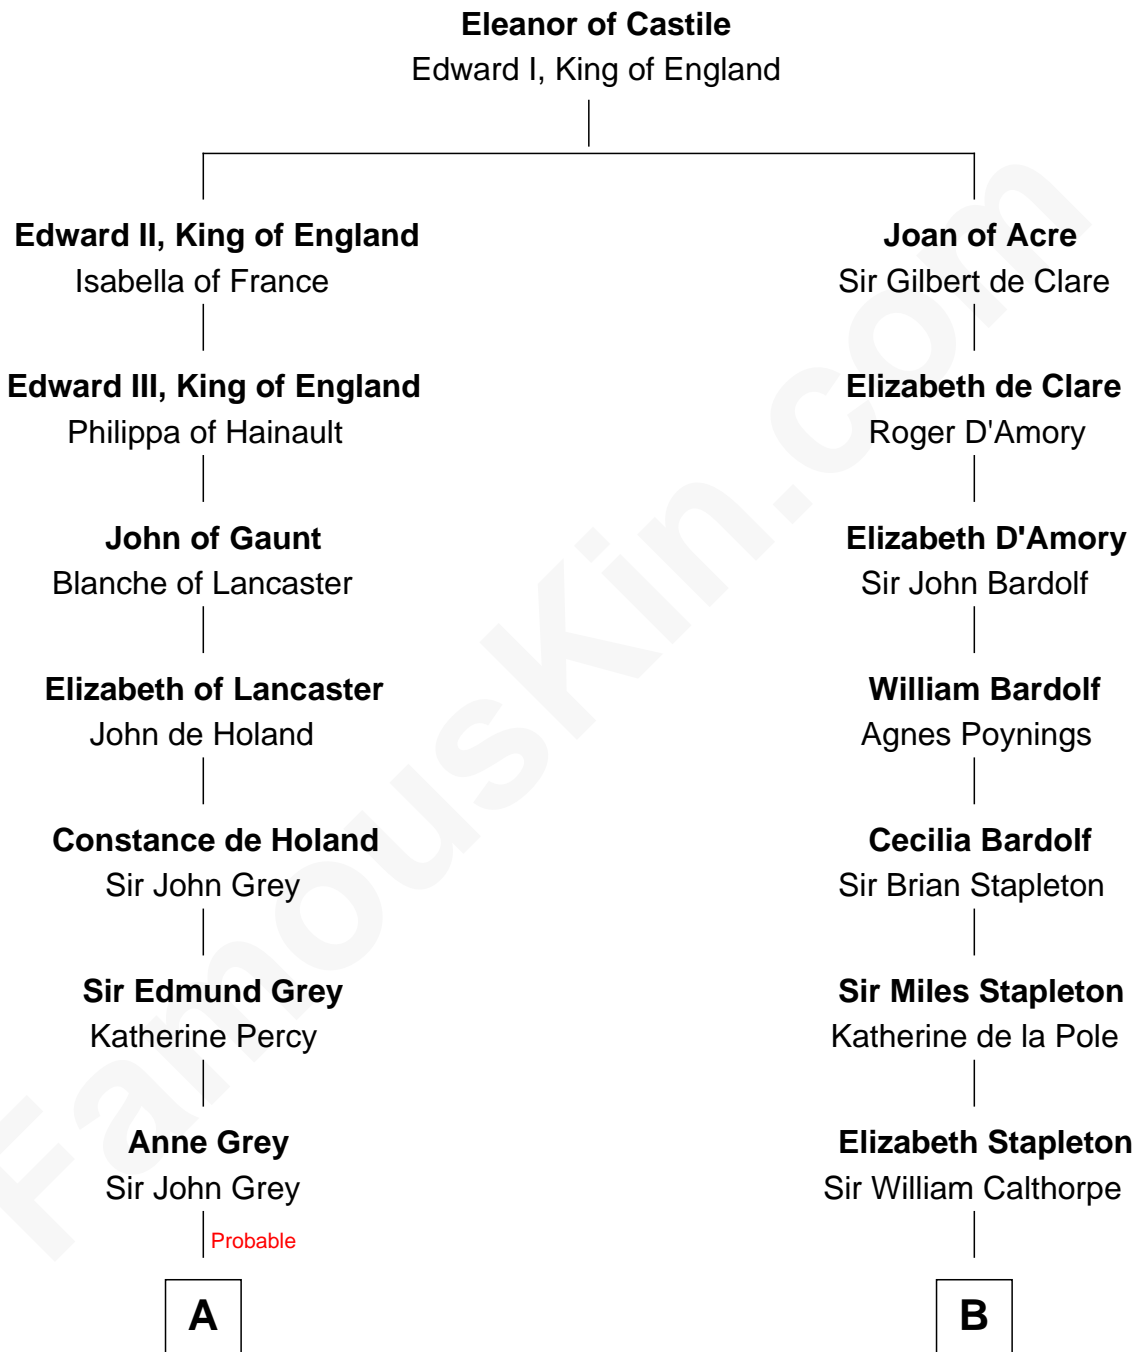 Eleanor of Castile
Edward I, King of England
Edward II, King of England
Isabella of France
Joan of Acre
Sir Gilbert de Clare
Edward III, King of England
Philippa of Hainault
Elizabeth de Clare
Roger D'Amory
John of Gaunt
Blanche of Lancaster
Elizabeth D'Amory
Sir John Bardolf
Elizabeth of Lancaster
John de Holand
William Bardolf
Agnes Poynings
Constance de Holand
Sir John Grey
Cecilia Bardolf
Sir Brian Stapleton
Sir Edmund Grey
Katherine Percy
Sir Miles Stapleton
Katherine de la Pole
Anne Grey
Sir John Grey
Elizabeth Stapleton
Sir William Calthorpe
Probable
A
B
FamousKin.com